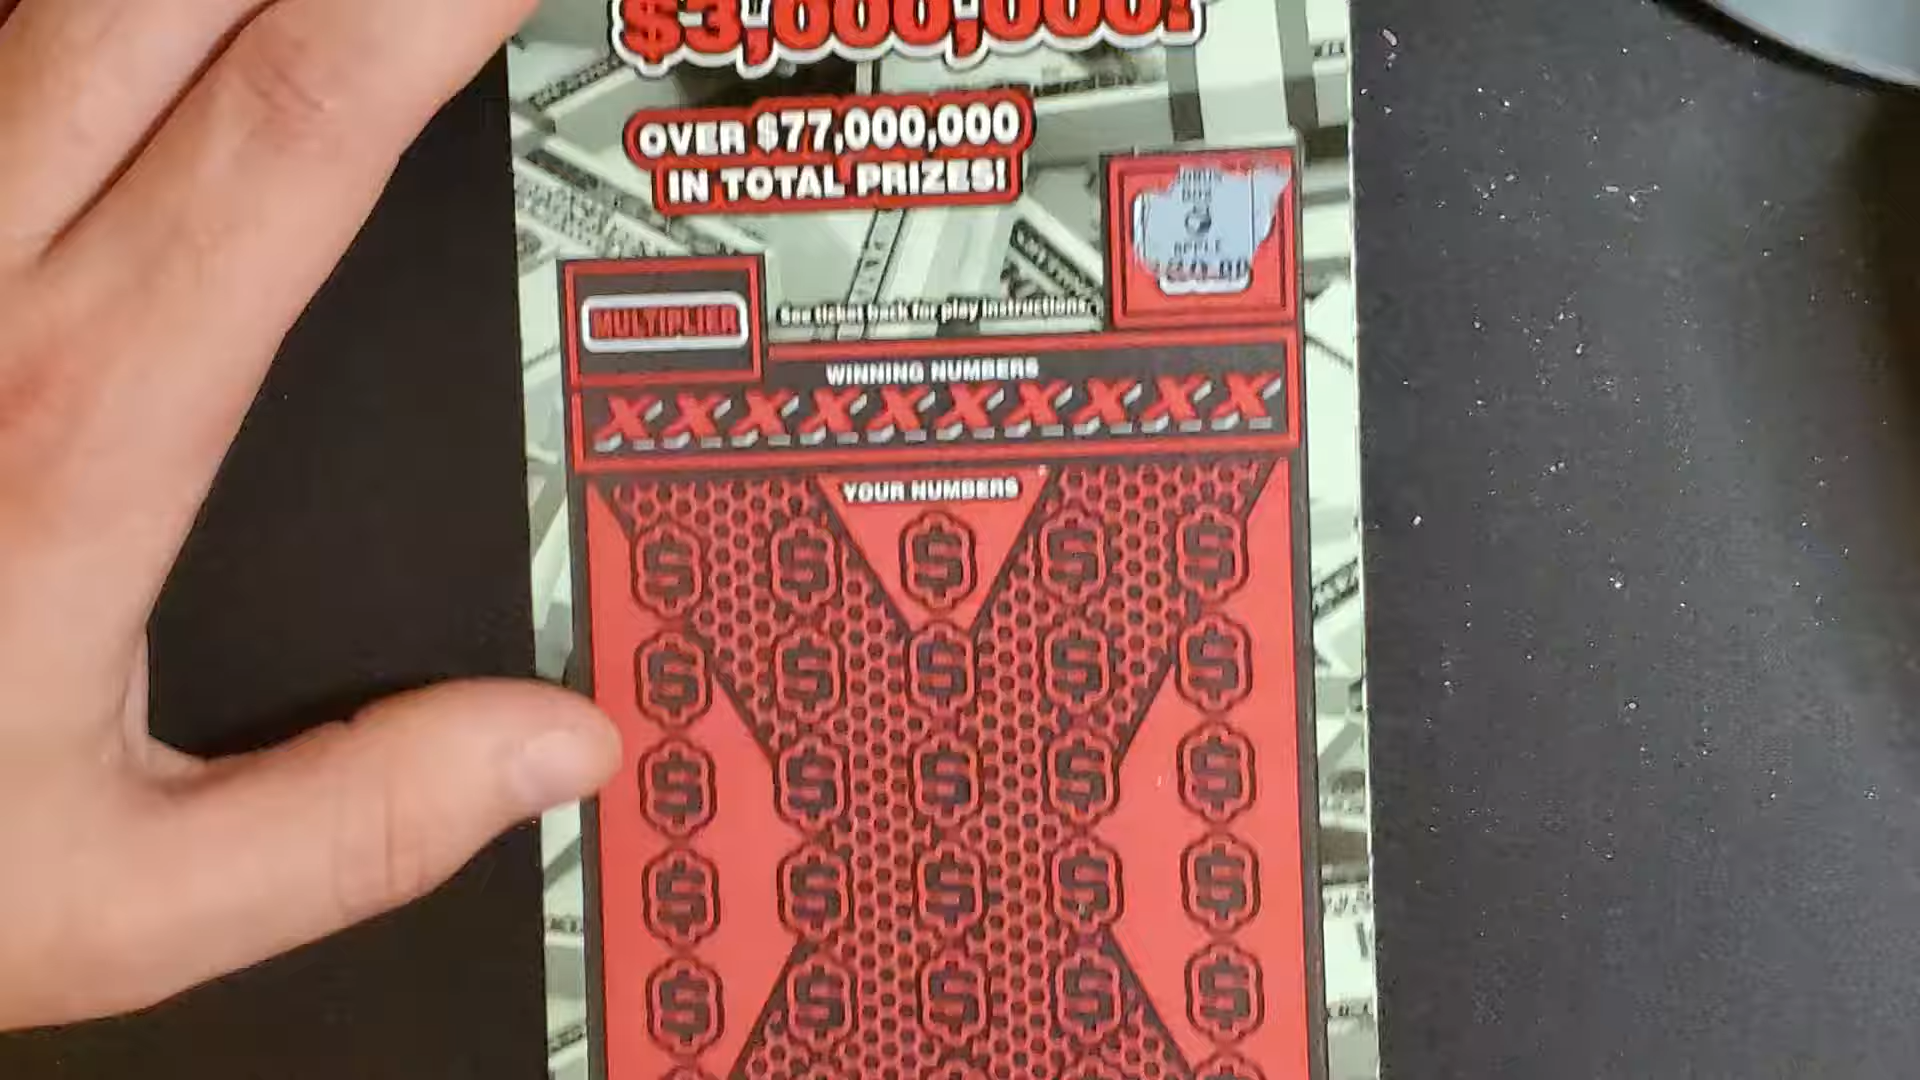 $3,000,000!
OVER $77,000,000
IN TOTAL PRIZES!
APPLE
MULTIPLIER
See ticket back for play instructions.
WINNING NUMBERS
X X X X X X X X X X
YOUR NUMBERS
$ $ $ $ $
$ $ $ $ $
$ $ $ $ $
$ $ $ $ $
$ $ $ $ $